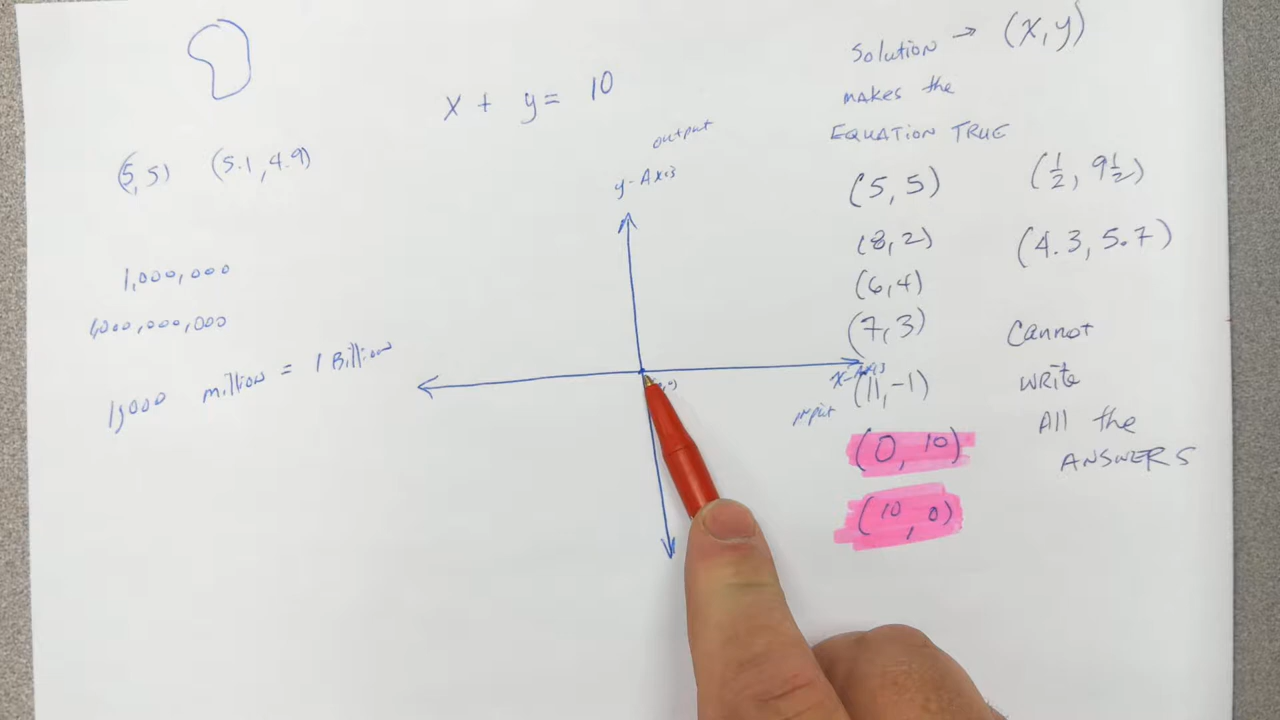 x + y = 10
(5,5) (5.1, 4.9)
1,000,000
1,000,000,000
1,000 million = 1 Billion
output
y-Axis
x-Axis
input
Solution → (x,y)
makes the
EQUATION TRUE
(5, 5)
(8,2)
(6,4)
(7,3)
(11,-1)
(0, 10)
(10, 0)
(½, 9½)
(4.3, 5.7)
Cannot
write
All the
ANSWERS